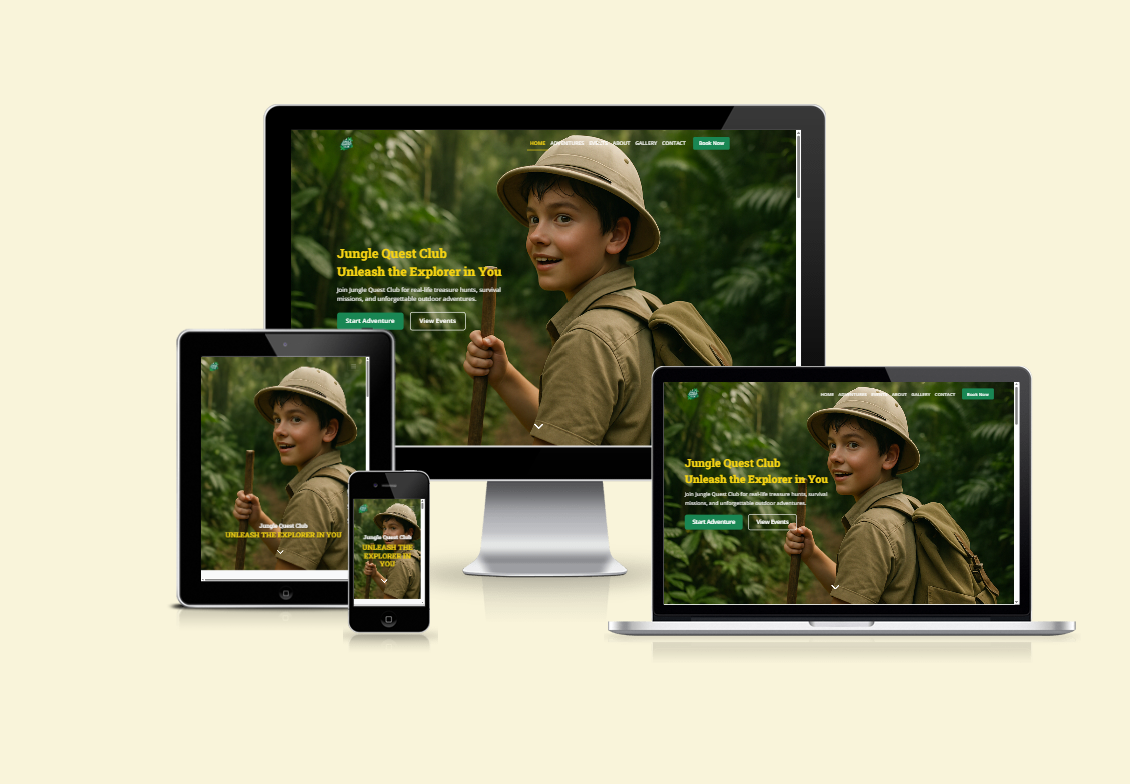 HOME ADVENTURES ABOUT GALLERY CONTACT Book Now
Jungle Quest Club
Unleash the Explorer in You
Join Jungle Quest Club for real-life treasure hunts, survival
missions, and unforgettable outdoor adventures.
Start Adventure View Events
Jungle Quest Club
UNLEASH THE EXPLORER IN YOU
Jungle Quest Club
UNLEASH THE
EXPLORER IN
YOU
HOME ABOUT GALLERY CONTACT Book Now
Jungle Quest Club
Unleash the Explorer in You
Join Jungle Quest Club for real-life treasure hunts, survival
missions, and unforgettable outdoor adventures.
Start Adventure View Events